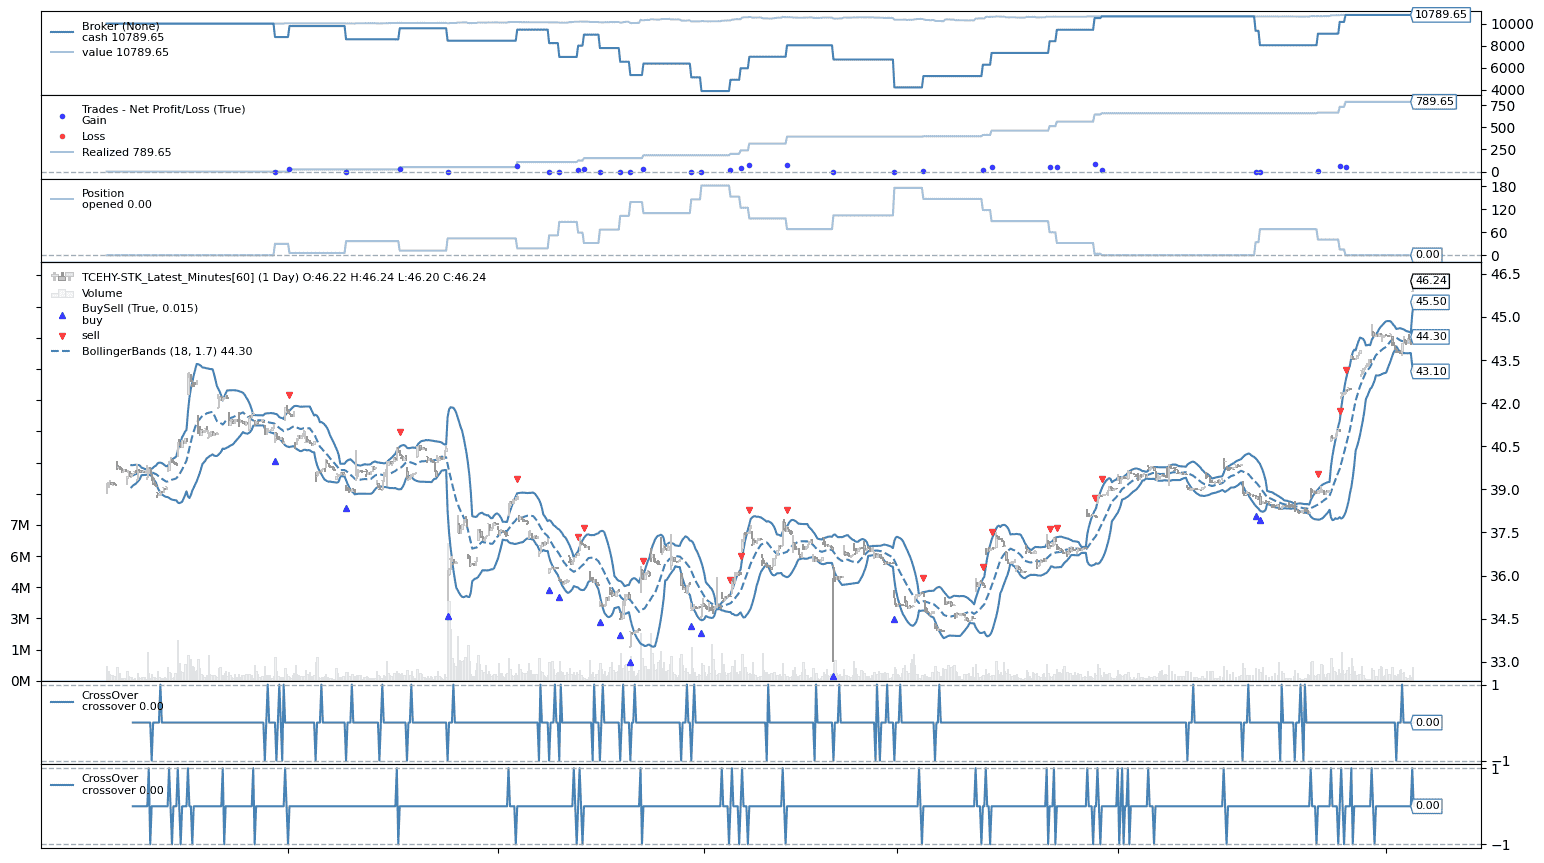 Broker (None)
cash 10789.65
value 10789.65
10789.65
10000
8000
6000
4000
Trades - Net Profit/Loss (True)
Gain
Loss
Realized 789.65
789.65
750
500
250
0
Position
opened 0.00
180
120
60
0
0.00
TCEHY-STK_Latest_Minutes[60] (1 Day) O:46.22 H:46.24 L:46.20 C:46.24
Volume
BuySell (True, 0.015)
buy
sell
BollingerBands (18, 1.7) 44.30
46.24
45.50
44.30
43.10
46.5
45.0
43.5
42.0
40.5
39.0
37.5
36.0
34.5
33.0
7M
6M
4M
3M
1M
0M
CrossOver
crossover 0.00
1
0.00
−1
CrossOver
crossover 0.00
1
0.00
−1